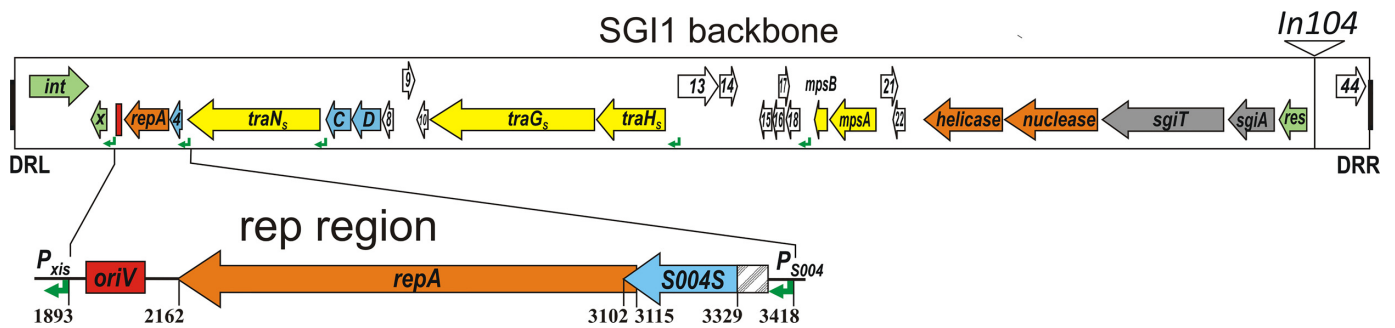 SGI1 backbone
In104
int
9
13
14
17
mpsB
21
44
x
repA
4
traNs
C
D
8
10
traGs
traHs
15
16
18
mpsA
22
helicase
nuclease
sgiT
sgiA
res
DRL
DRR
rep region
Pxis
oriV
repA
S004S
PS004
1893
2162
3102
3115
3329
3418